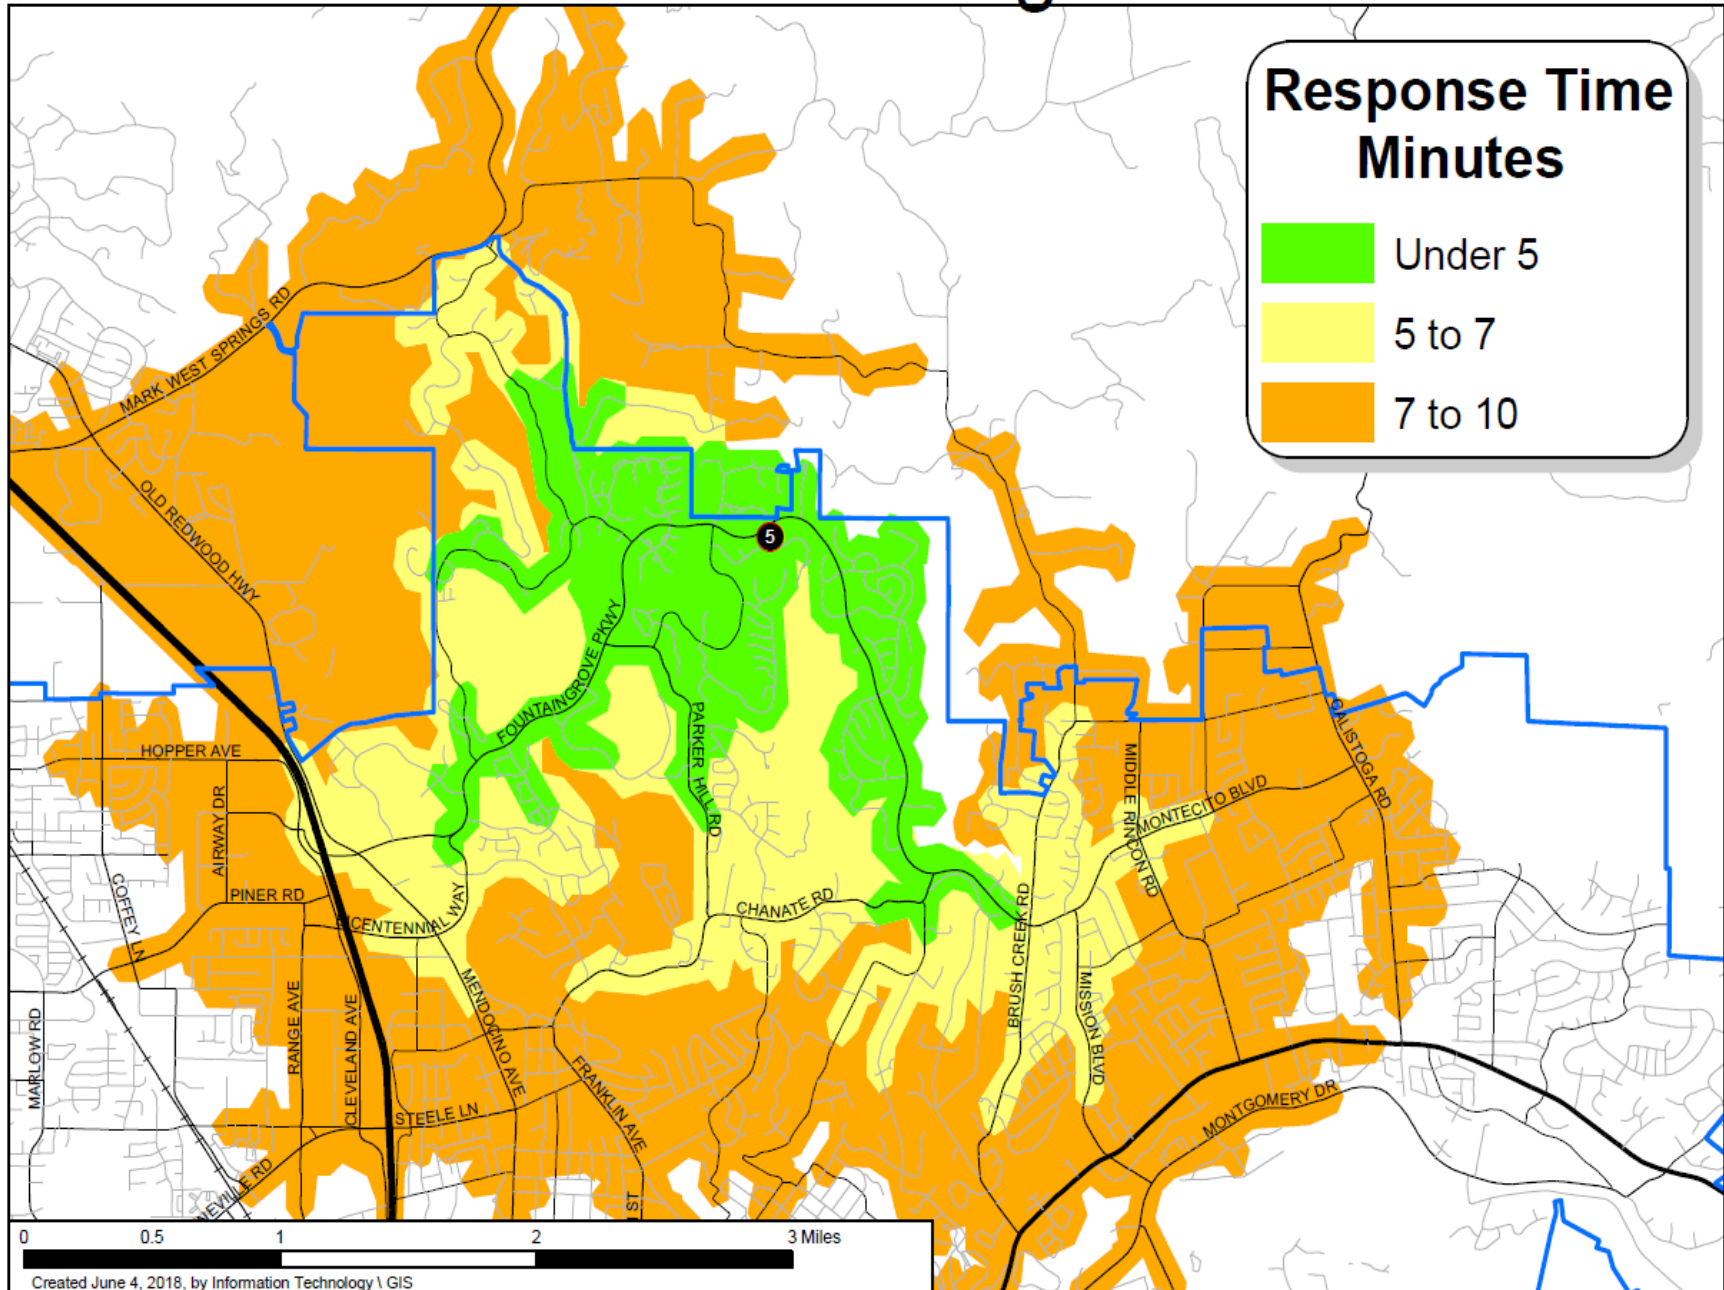 Response Time
Minutes
Under 5
5 to 7
7 to 10
MARK WEST SPRINGS RD
OLD REDWOOD HWY
5
FOUNTAINGROVE PKWY
PARKER HILL RD
HOPPER AVE
AIRWAY DR
CALISTOGA RD
MIDDLE RINCON RD
MONTECITO BLVD
COFFEY LN
PINER RD
BICENTENNIAL WAY
CHANATE RD
BRUSH CREEK RD
MENDOCINO AVE
MISSION BLVD
MARLOW RD
RANGE AVE
CLEVELAND AVE
FRANKLIN AVE
STEELE LN
MONTGOMERY DR
NEVILLE RD
ST
0 0.5 1 2 3 Miles
Created June 4, 2018, by Information Technology \ GIS